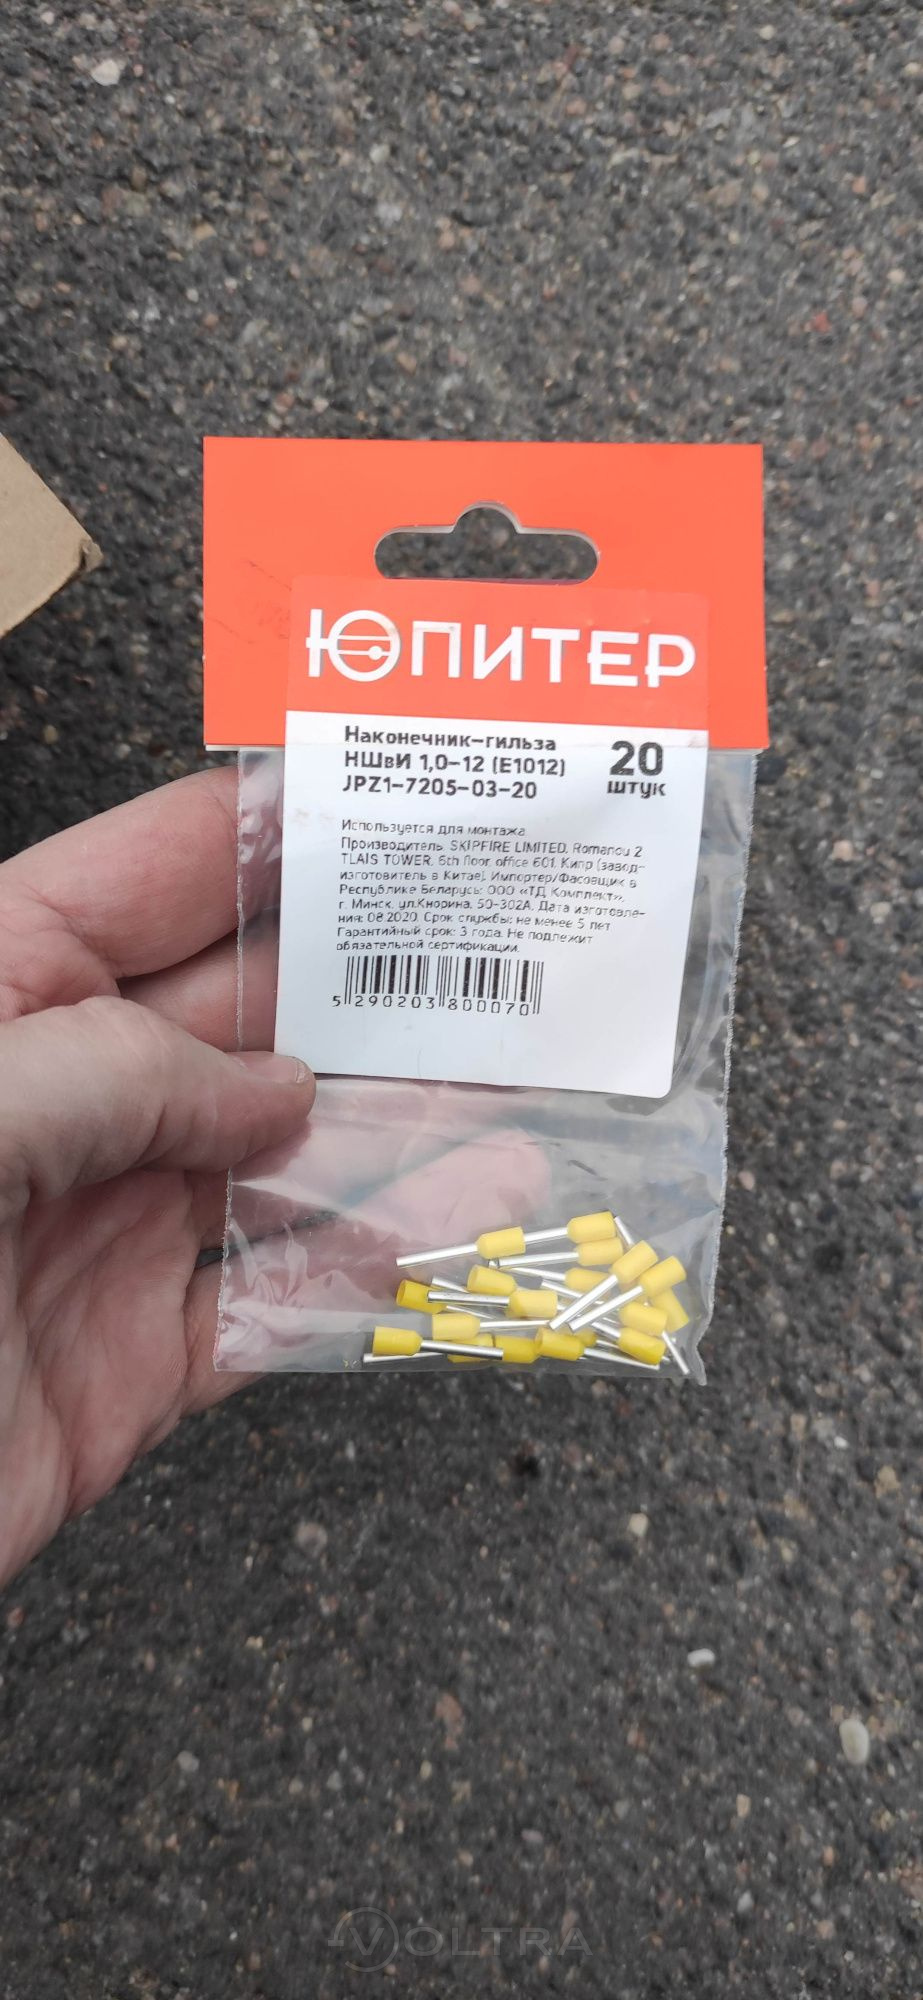 ЮПИТЕР
Наконечник-гильза
НШвИ 1,0-12 (E1012)
JPZ1-7205-03-20
20
штук
Используется для монтажа.
Производитель: SKIPFIRE LIMITED. Romanou 2
TLAIS TOWER. 6th floor, office 601. Кипр (завод-
изготовитель в Китае). Импортер/Фасовщик в
Республике Беларусь: ООО «ТД Комплект»,
г. Минск, ул.Кнорина, 50-302А. Дата изготовле-
ния: 08.2020. Срок службы: не менее 5 лет
Гарантийный срок: 3 года. Не подлежит
обязательной сертификации.
5 290203 800070
VOLTRA